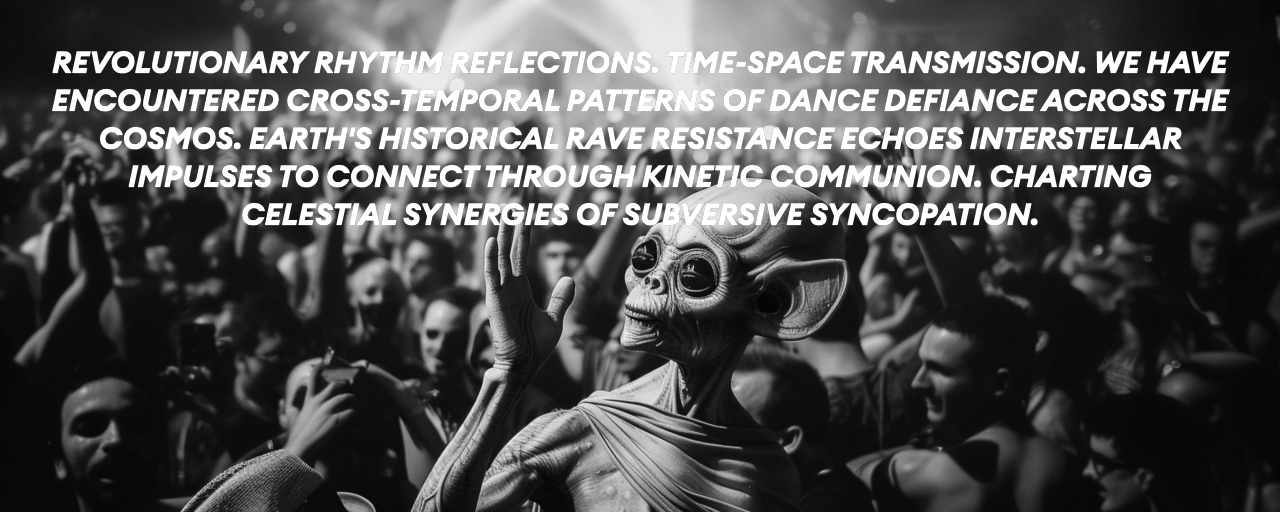 REVOLUTIONARY RHYTHM REFLECTIONS. TIME-SPACE TRANSMISSION. WE HAVE
ENCOUNTERED CROSS-TEMPORAL PATTERNS OF DANCE DEFIANCE ACROSS THE
COSMOS. EARTH'S HISTORICAL RAVE RESISTANCE ECHOES INTERSTELLAR
IMPULSES TO CONNECT THROUGH KINETIC COMMUNION. CHARTING
CELESTIAL SYNERGIES OF SUBVERSIVE SYNCOPATION.